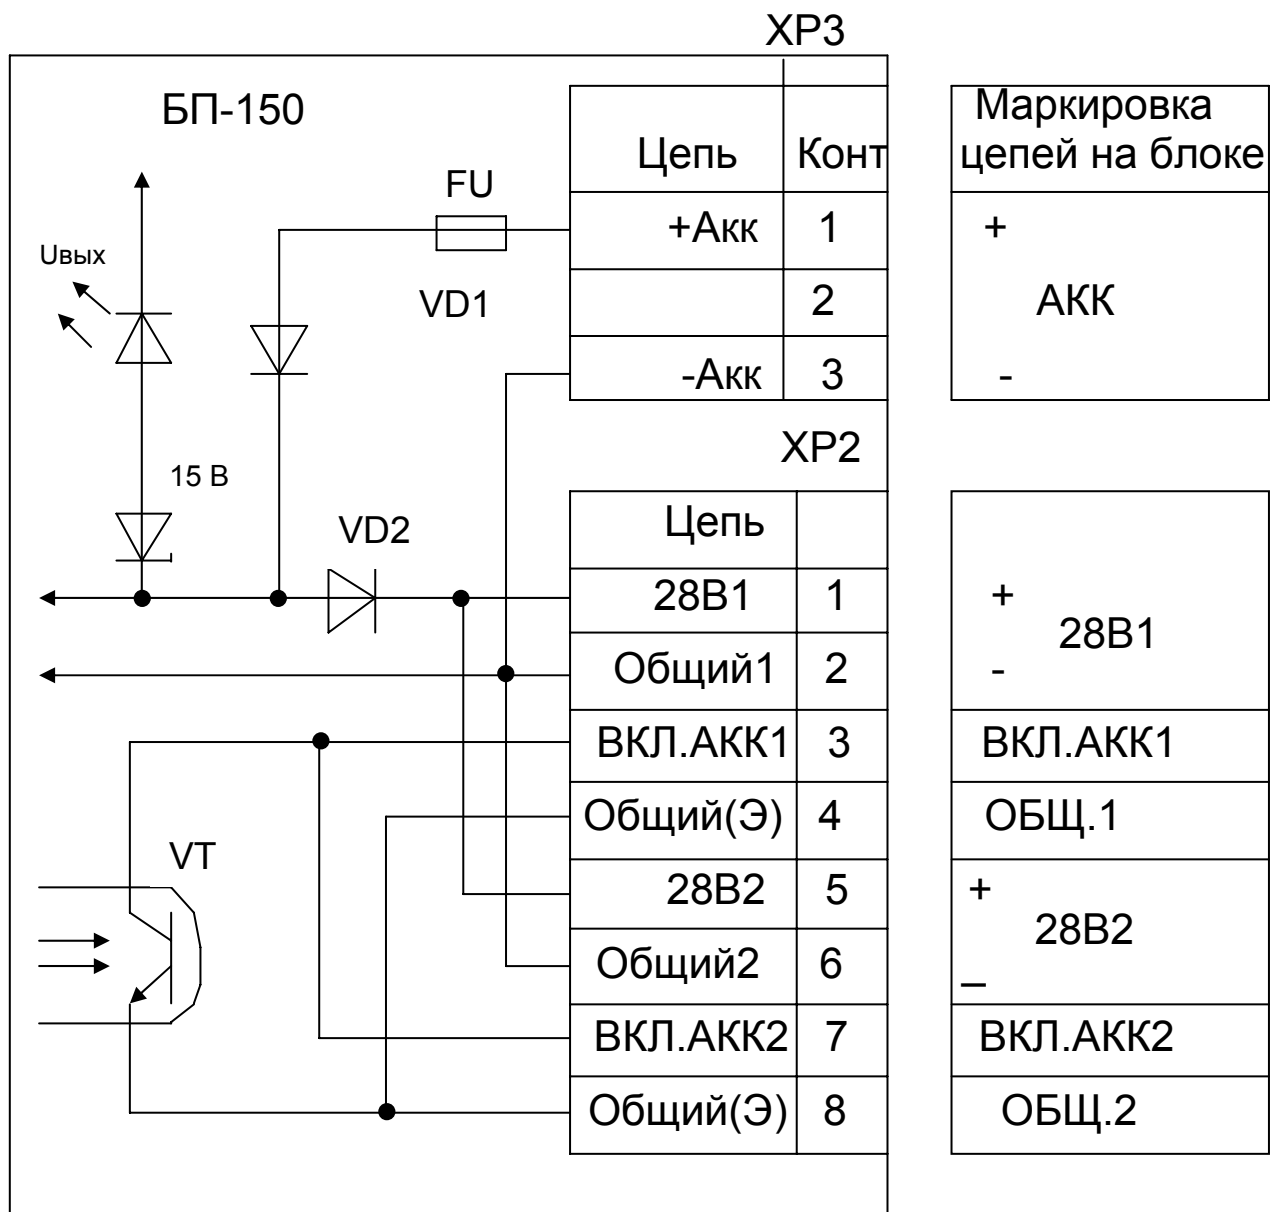 XP3
БП-150
Цепь Конт
Маркировка
цепей на блоке
FU
+Акк 1
+
Uвых
VD1
2
АКК
-Акк 3
-
XP2
15 В
Цепь
VD2
28В1 1
+
28В1
Общий1 2
-
ВКЛ.АКК1 3
ВКЛ.АКК1
Общий(Э) 4
ОБЩ.1
VT
28В2 5
+
28В2
Общий2 6
–
ВКЛ.АКК2 7
ВКЛ.АКК2
Общий(Э) 8
ОБЩ.2